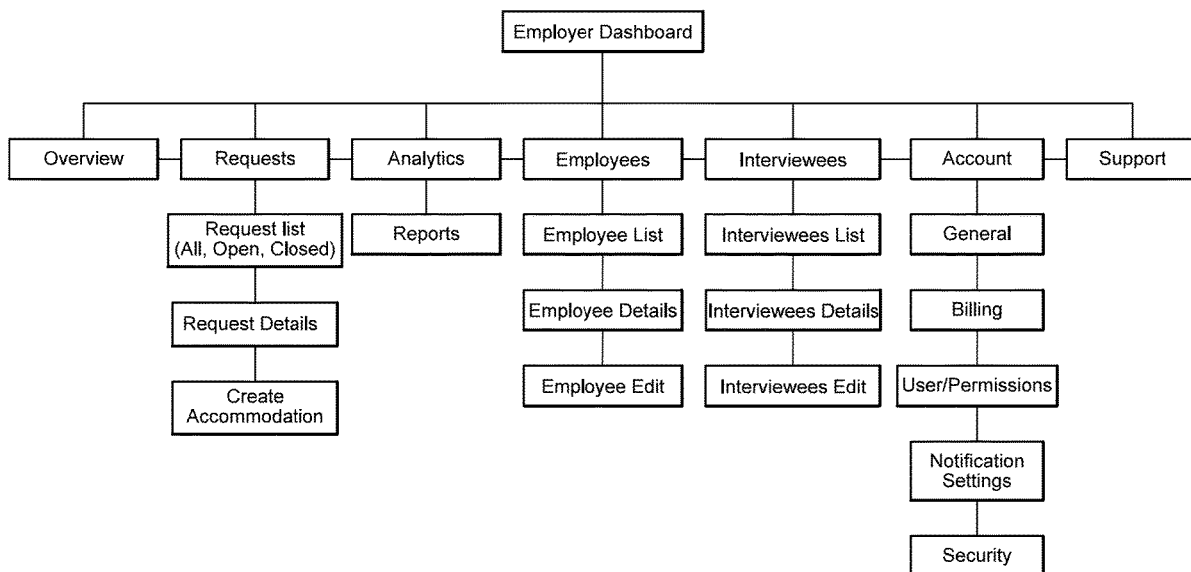 Employer Dashboard
Overview
Requests
Analytics
Employees
Interviewees
Account
Support
Request list
(All, Open, Closed)
Reports
Employee List
Interviewees List
General
Request Details
Employee Details
Interviewees Details
Billing
Create
Accommodation
Employee Edit
Interviewees Edit
User/Permissions
Notification
Settings
Security